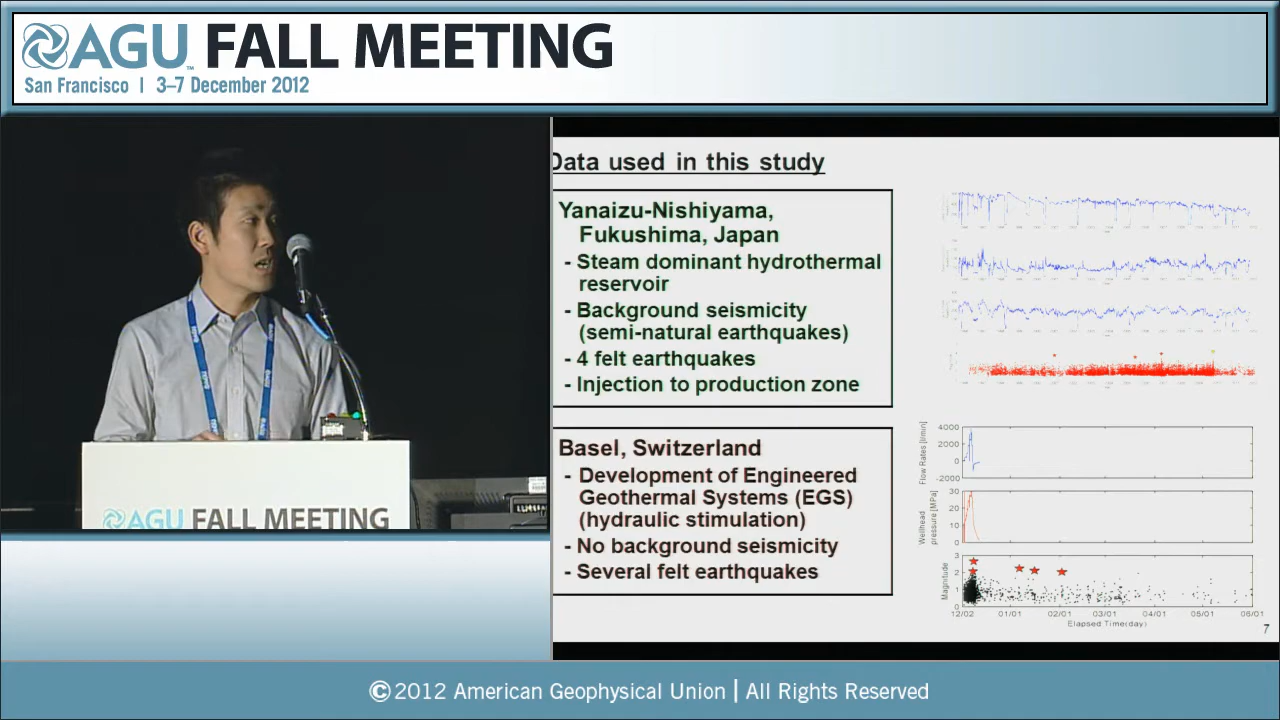 AGU FALL MEETING
San Francisco | 3–7 December 2012
Data used in this study
Yanaizu-Nishiyama,
Fukushima, Japan
- Steam dominant hydrothermal
reservoir
- Background seismicity
(semi-natural earthquakes)
- 4 felt earthquakes
- Injection to production zone
Basel, Switzerland
- Development of Engineered
Geothermal Systems (EGS)
(hydraulic stimulation)
- No background seismicity
- Several felt earthquakes
Flow Rates [l/min]
4000
2000
0
-2000
Wellhead
pressure [MPa]
30
20
10
0
Magnitude
3
2
1
0
12/02 01/01 02/01 03/01 04/01 05/01 06/01
Elapsed Time(day)
7
AGU FALL MEETING
© 2012 American Geophysical Union | All Rights Reserved